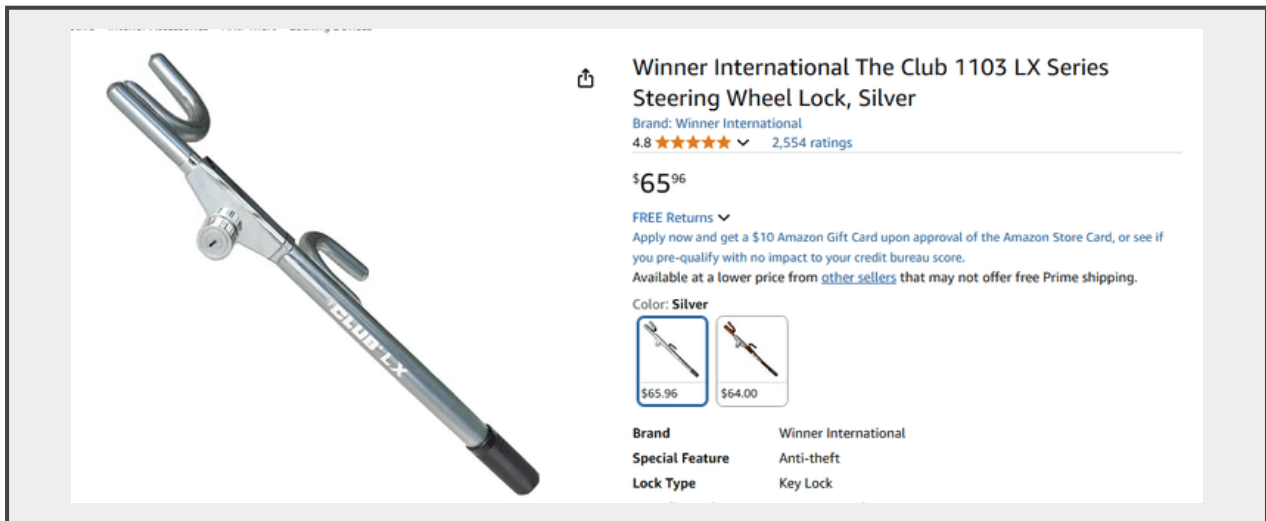 Winner International The Club 1103 LX Series
Steering Wheel Lock, Silver
Brand: Winner International
4.8 2,554 ratings
$65 96
FREE Returns
Apply now and get a $10 Amazon Gift Card upon approval of the Amazon Store Card, or see if
you pre-qualify with no impact to your credit bureau score.
Available at a lower price from other sellers that may not offer free Prime shipping.
Color: Silver
$65.96 $64.00
Brand Winner International
Special Feature Anti-theft
Lock Type Key Lock
THE CLUB LX